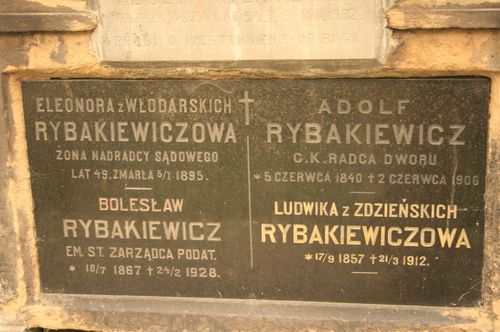 ELEONORA z WŁODARSKICH
RYBAKIEWICZOWA
ŻONA NADRADCY SĄDOWEGO
LAT 49. ZMARŁA 5/I 1895.
BOLESŁAW
RYBAKIEWICZ
EM. ST. ZARZĄDCA PODAT.
* 18/7 1867 † 24/2 1928.
ADOLF
RYBAKIEWICZ
C.K. RADCA DWORU
* 5 CZERWCA 1840 † 2 CZERWCA 1906
LUDWIKA z ZDZIEŃSKICH
RYBAKIEWICZOWA
* 17/9 1857 † 21/3 1912.